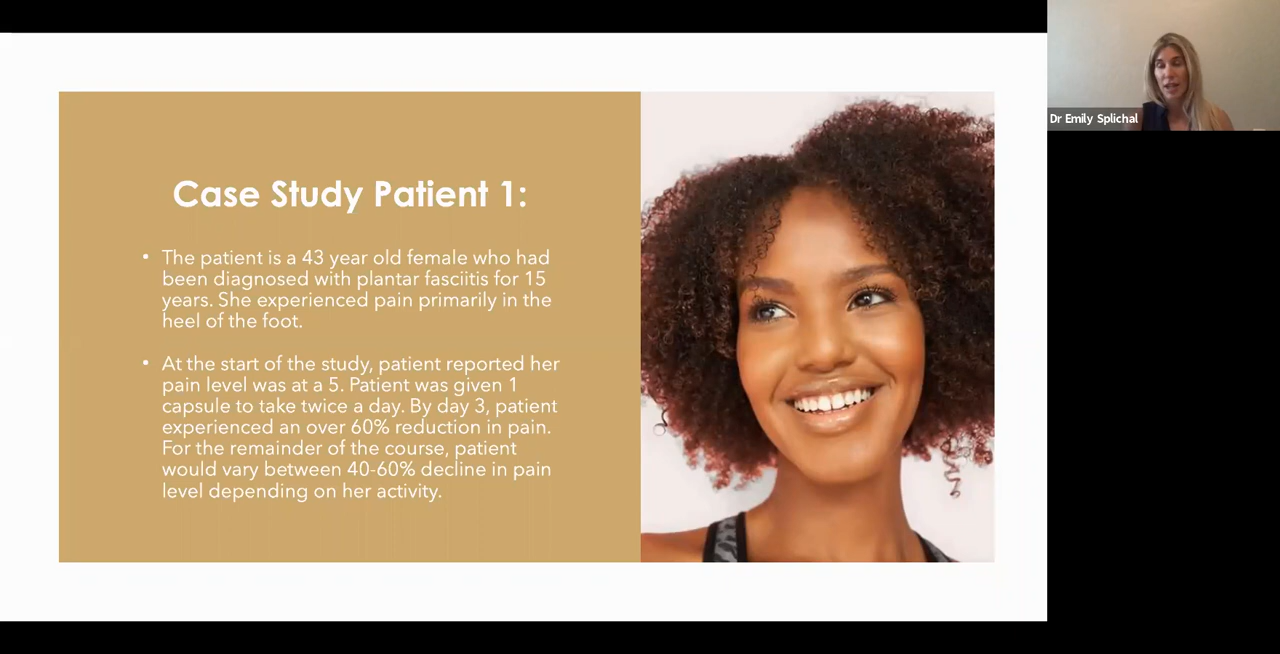 Case Study Patient 1:
• The patient is a 43 year old female who had
been diagnosed with plantar fasciitis for 15
years. She experienced pain primarily in the
heel of the foot.
• At the start of the study, patient reported her
pain level was at a 5. Patient was given 1
capsule to take twice a day. By day 3, patient
experienced an over 60% reduction in pain.
For the remainder of the course, patient
would vary between 40-60% decline in pain
level depending on her activity.
Dr Emily Splichal